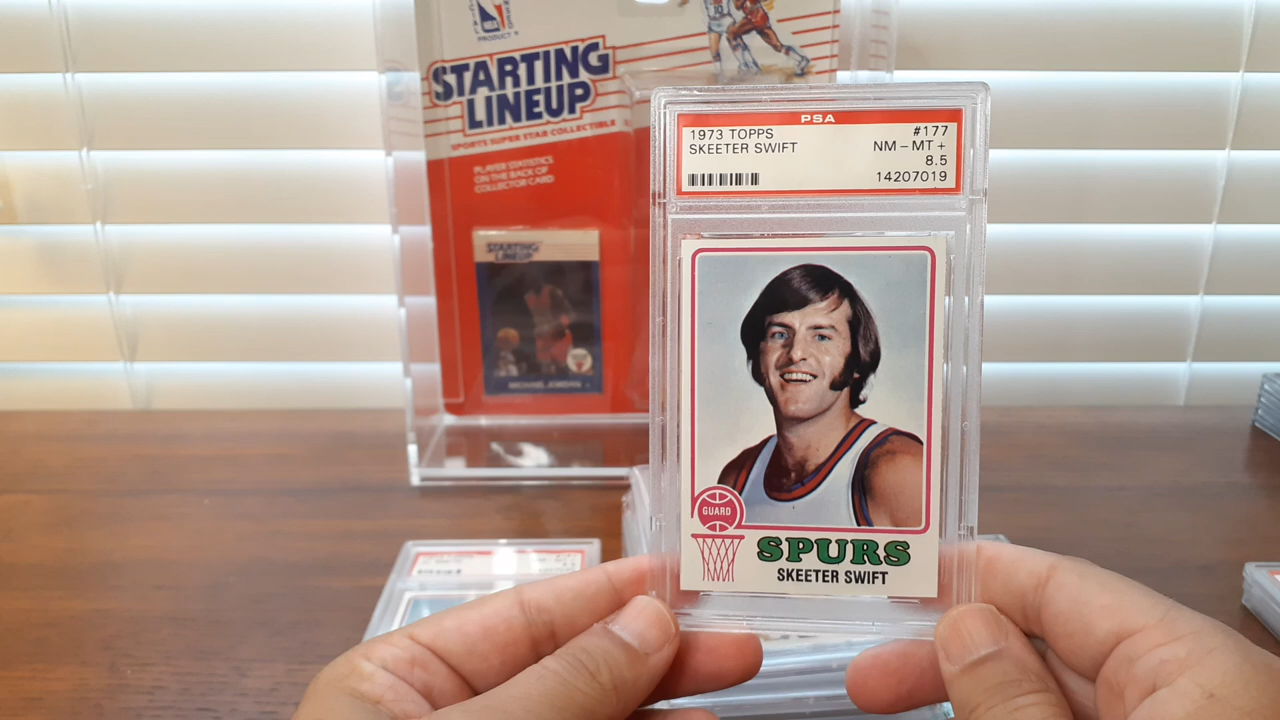 PRODUCT
STARTING
LINEUP
SPORTS SUPER STAR COLLECTIBLE
PLAYER STATISTICS
ON THE BACK OF
COLLECTOR CARD
STARTING
LINEUP
MICHAEL JORDAN
PSA
1973 TOPPS #177
SKEETER SWIFT NM-MT+
8.5
14207019
GUARD
SPURS
SKEETER SWIFT